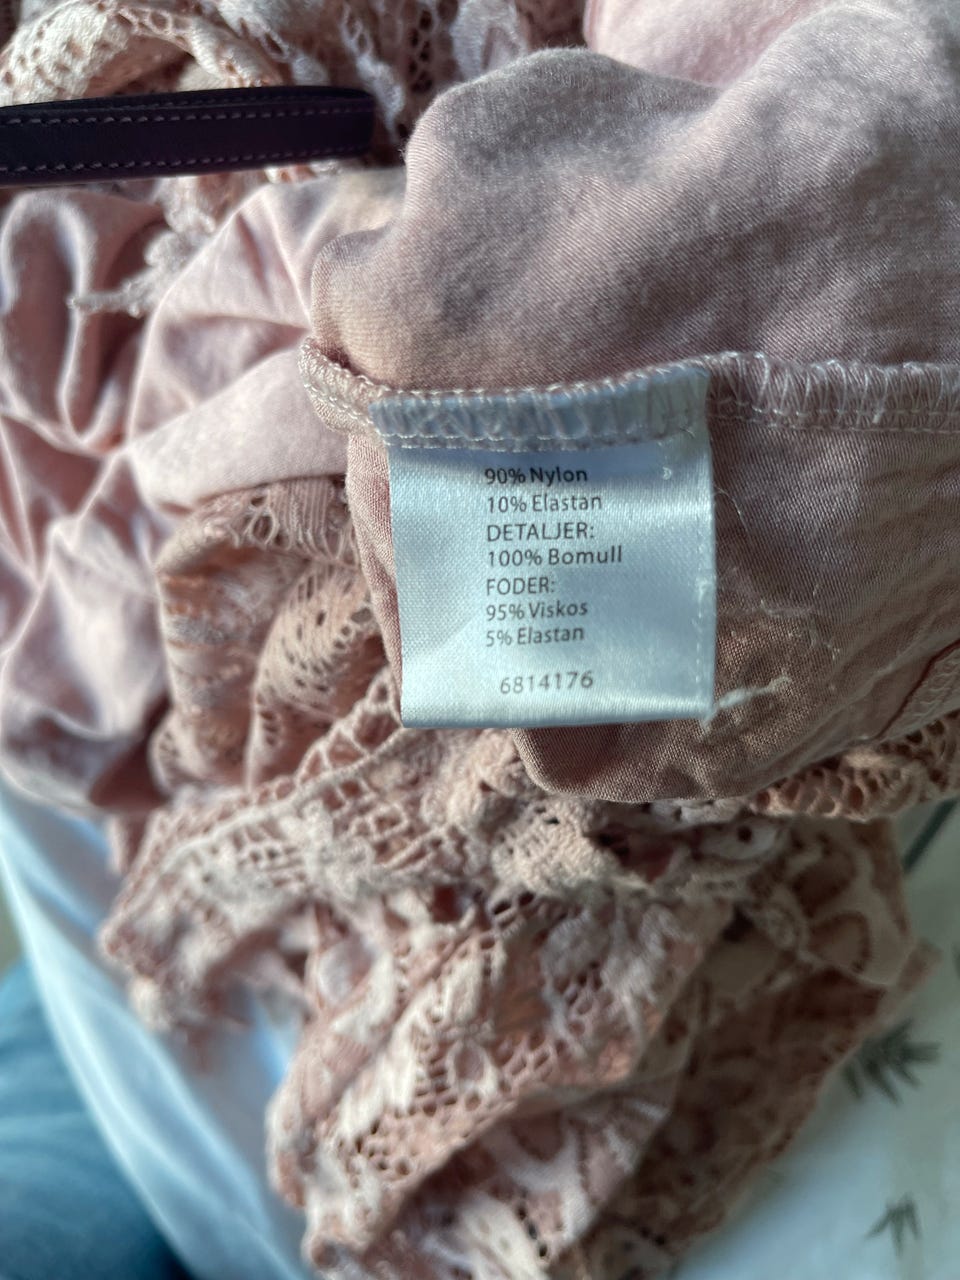 90% Nylon
10% Elastan
DETALJER:
100% Bomull
FODER:
95% Viskos
5% Elastan
6814176